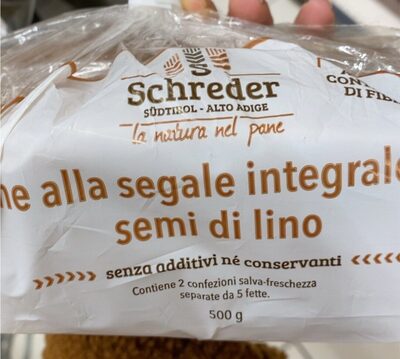 Schreder
SÜDTIROL - ALTO ADIGE
la natura nel pane
CON
DI FIB
ne alla segale integrale
semi di lino
senza additivi né conservanti
Contiene 2 confezioni salva-freschezza
separate da 5 fette.
500 g